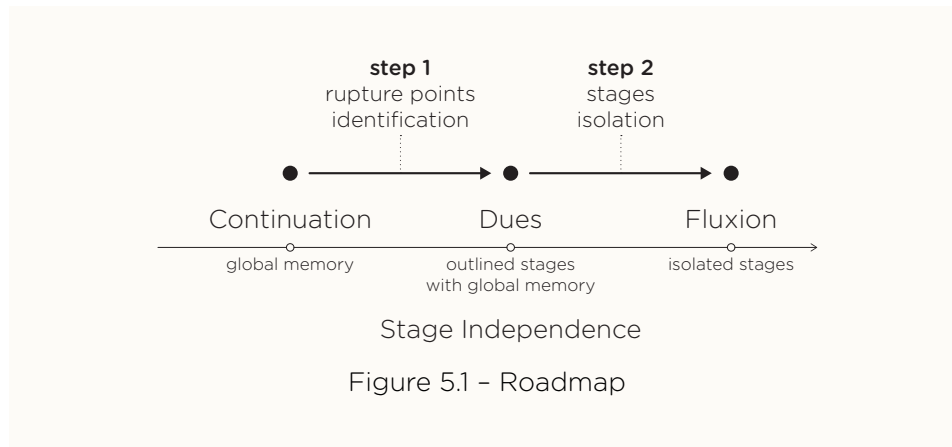 step 1
rupture points
identification
step 2
stages
isolation
Continuation
Dues
Fluxion
global memory
outlined stages
with global memory
isolated stages
Stage Independence
Figure 5.1 – Roadmap